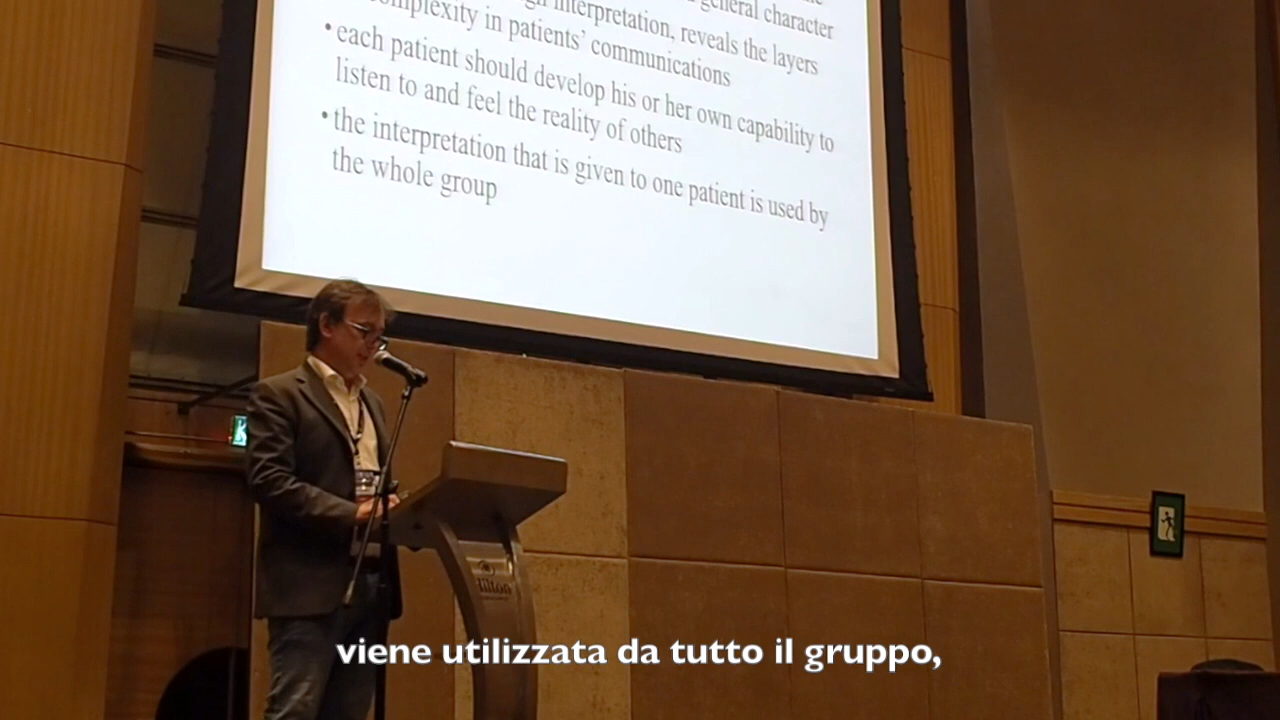 general character
interpretation, reveals the layers
complexity in patients' communications
• each patient should develop his or her own capability to
listen to and feel the reality of others
• the interpretation that is given to one patient is used by
the whole group
Hilton
viene utilizzata da tutto il gruppo,